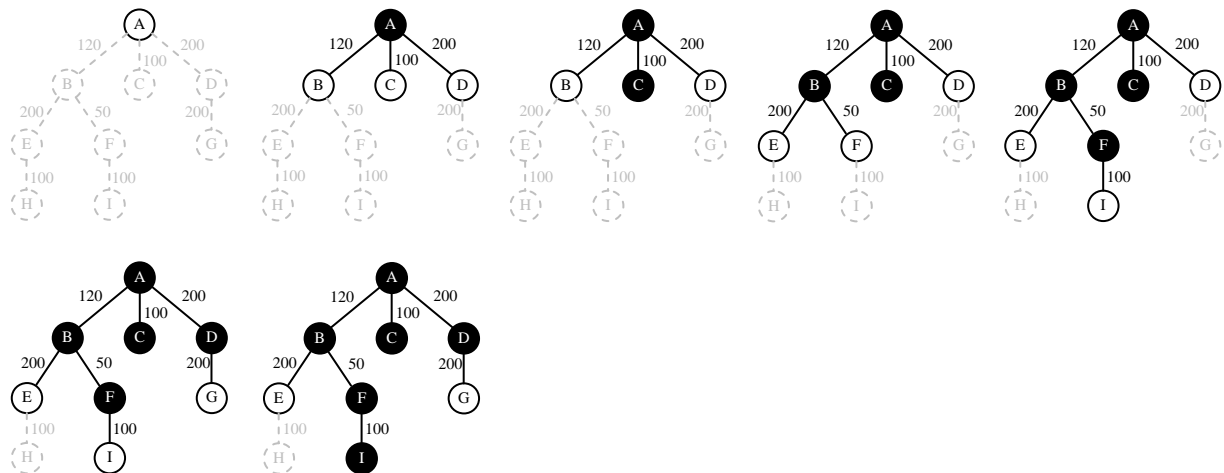 A A A A A
120 200 120 200 120 200 120 200 120 200
100 100 100 100 100
B C D B C D B C D B C D B C D
200 50 200 200 50 200 200 50 200 200 50 200 200 50 200
E F G E F G E F G E F G E F G
100 100 100 100 100 100 100 100 100 100
H I H I H I H I H I
A A
120 200 120 200
100 100
B C D B C D
200 50 200 200 50 200
E F G E F G
100 100 100 100
H I H I